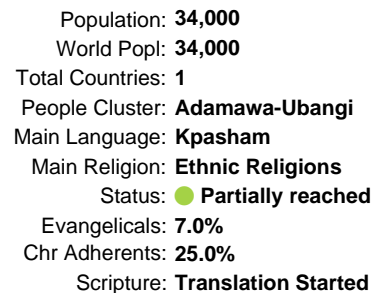 Population: 34,000
World Popl: 34,000
Total Countries: 1
People Cluster: Adamawa-Ubangi
Main Language: Kpasham
Main Religion: Ethnic Religions
Status: Partially reached
Evangelicals: 7.0%
Chr Adherents: 25.0%
Scripture: Translation Started